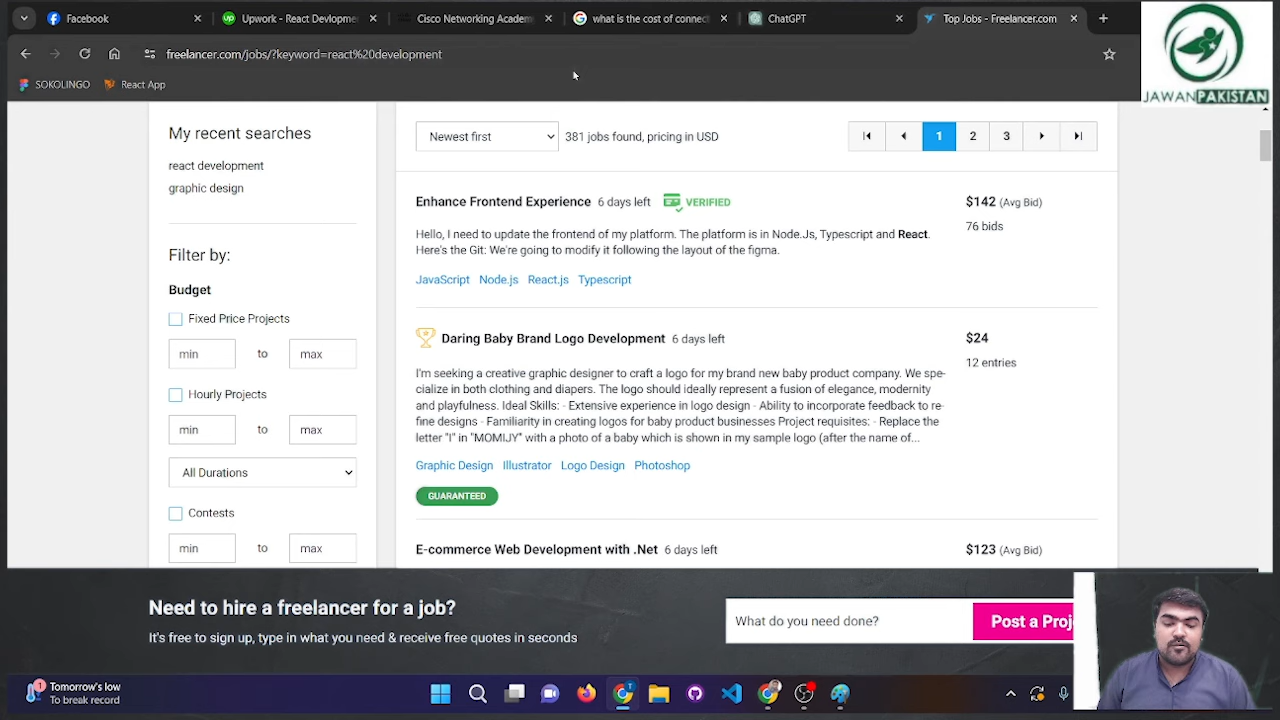 Facebook
Upwork - React Devlopme
Cisco Networking Academ
what is the cost of connect
ChatGPT
Top Jobs - Freelancer.com
freelancer.com/jobs/?keyword=react%20development
SOKOLINGO
React App
JAWANPAKISTAN
My recent searches
react development
graphic design
Filter by:
Budget
Fixed Price Projects
min to max
Hourly Projects
min to max
All Durations
Contests
min to max
Newest first
381 jobs found, pricing in USD
1 2 3
Enhance Frontend Experience 6 days left VERIFIED
$142 (Avg Bid)
76 bids
Hello, I need to update the frontend of my platform. The platform is in Node.Js, Typescript and React.
Here's the Git: We're going to modify it following the layout of the figma.
JavaScript Node.js React.js Typescript
Daring Baby Brand Logo Development 6 days left
$24
12 entries
I'm seeking a creative graphic designer to craft a logo for my brand new baby product company. We spe-
cialize in both clothing and diapers. The logo should ideally represent a fusion of elegance, modernity
and playfulness. Ideal Skills: - Extensive experience in logo design - Ability to incorporate feedback to re-
fine designs - Familiarity in creating logos for baby product businesses Project requisites: - Replace the
letter "I" in "MOMIJY" with a photo of a baby which is shown in my sample logo (after the name of...
Graphic Design Illustrator Logo Design Photoshop
GUARANTEED
E-commerce Web Development with .Net 6 days left
$123 (Avg Bid)
Need to hire a freelancer for a job?
It's free to sign up, type in what you need & receive free quotes in seconds
What do you need done?
Post a Proj
1
Tomorrow's low
To break record